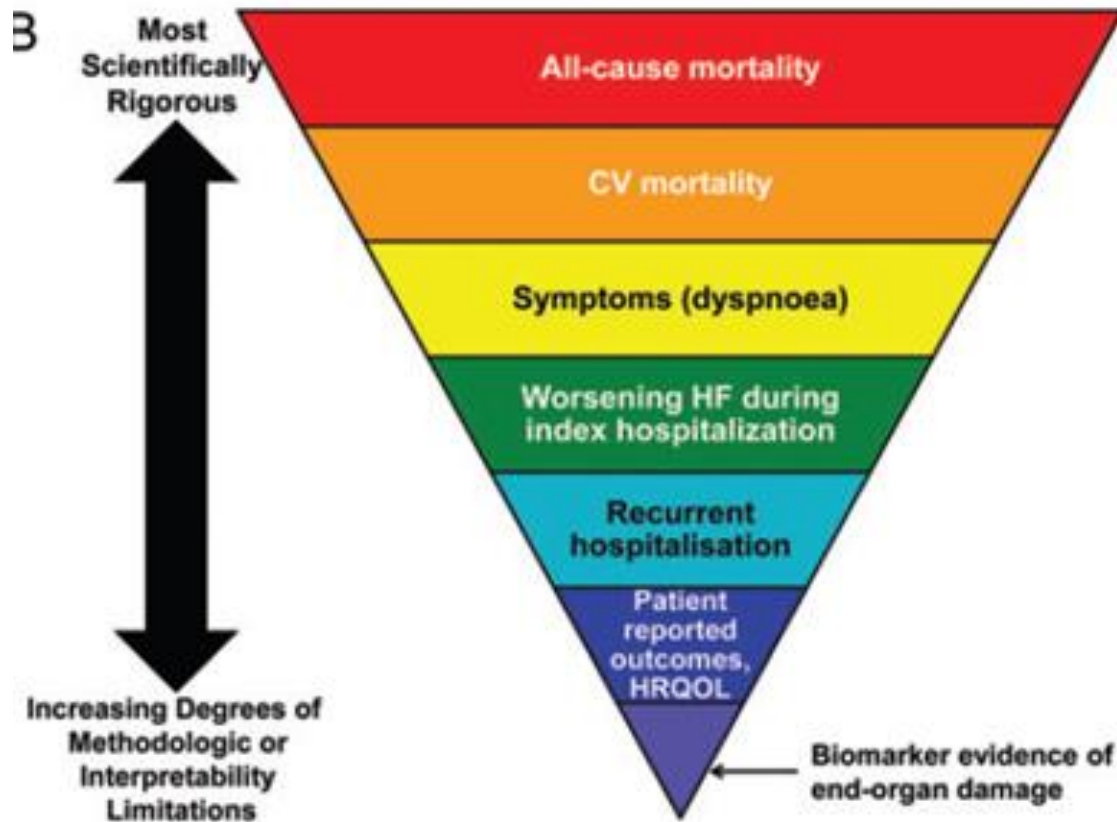 B
Most
Scientifically
Rigorous
All-cause mortality
CV mortality
Symptoms (dyspnoea)
Worsening HF during
index hospitalization
Recurrent
hospitalisation
Patient
reported
outcomes,
HRQOL
Increasing Degrees of
Methodologic or
Interpretability
Limitations
Biomarker evidence of
end-organ damage